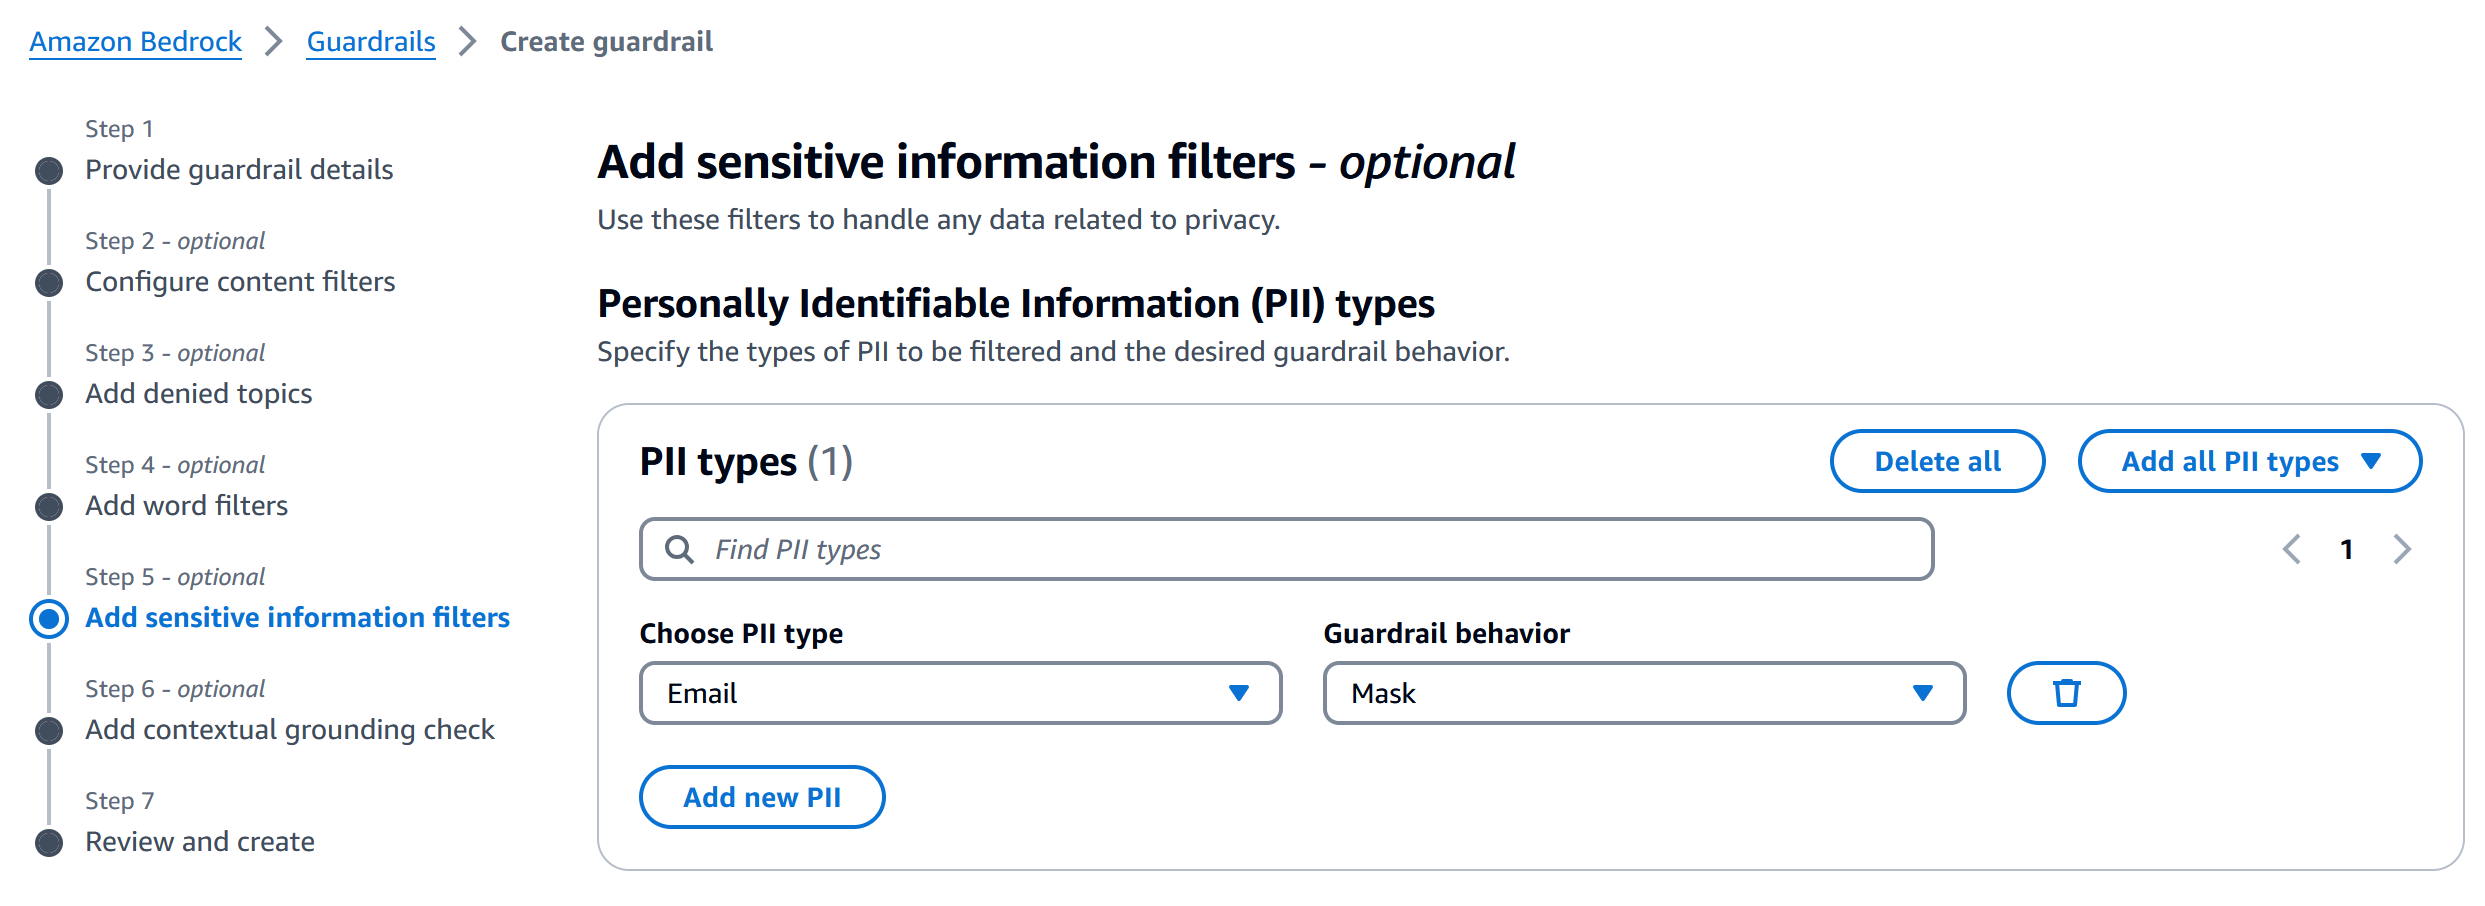 Amazon Bedrock > Guardrails > Create guardrail
Step 1
Provide guardrail details
Step 2 - optional
Configure content filters
Step 3 - optional
Add denied topics
Step 4 - optional
Add word filters
Step 5 - optional
Add sensitive information filters
Step 6 - optional
Add contextual grounding check
Step 7
Review and create
Add sensitive information filters - optional
Use these filters to handle any data related to privacy.
Personally Identifiable Information (PII) types
Specify the types of PII to be filtered and the desired guardrail behavior.
PII types (1)
Delete all
Add all PII types
Find PII types
1
Choose PII type
Guardrail behavior
Email
Mask
Add new PII